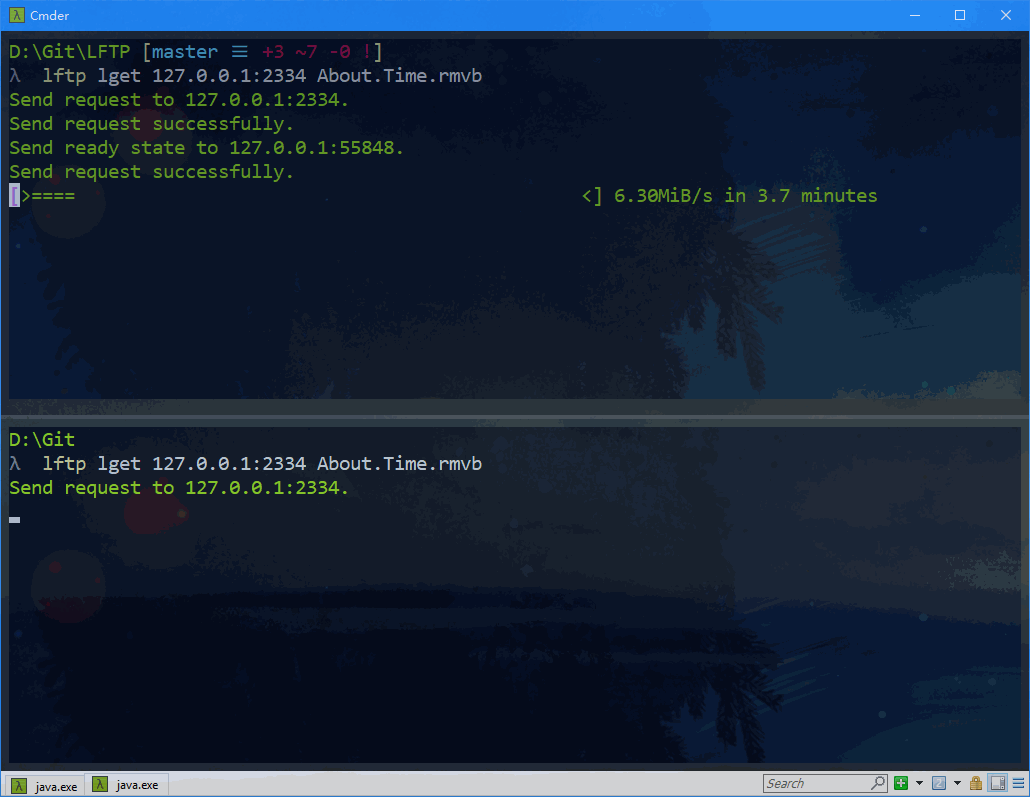 Cmder
D:\Git\LFTP [master ≡ +3 ~7 -0 !]
λ  lftp lget 127.0.0.1:2334 About.Time.rmvb
Send request to 127.0.0.1:2334.
Send request successfully.
Send ready state to 127.0.0.1:55848.
Send request successfully.
[>====                                              <] 6.30MiB/s in 3.7 minutes
D:\Git
λ  lftp lget 127.0.0.1:2334 About.Time.rmvb
Send request to 127.0.0.1:2334.
λ java.exe λ java.exe Search